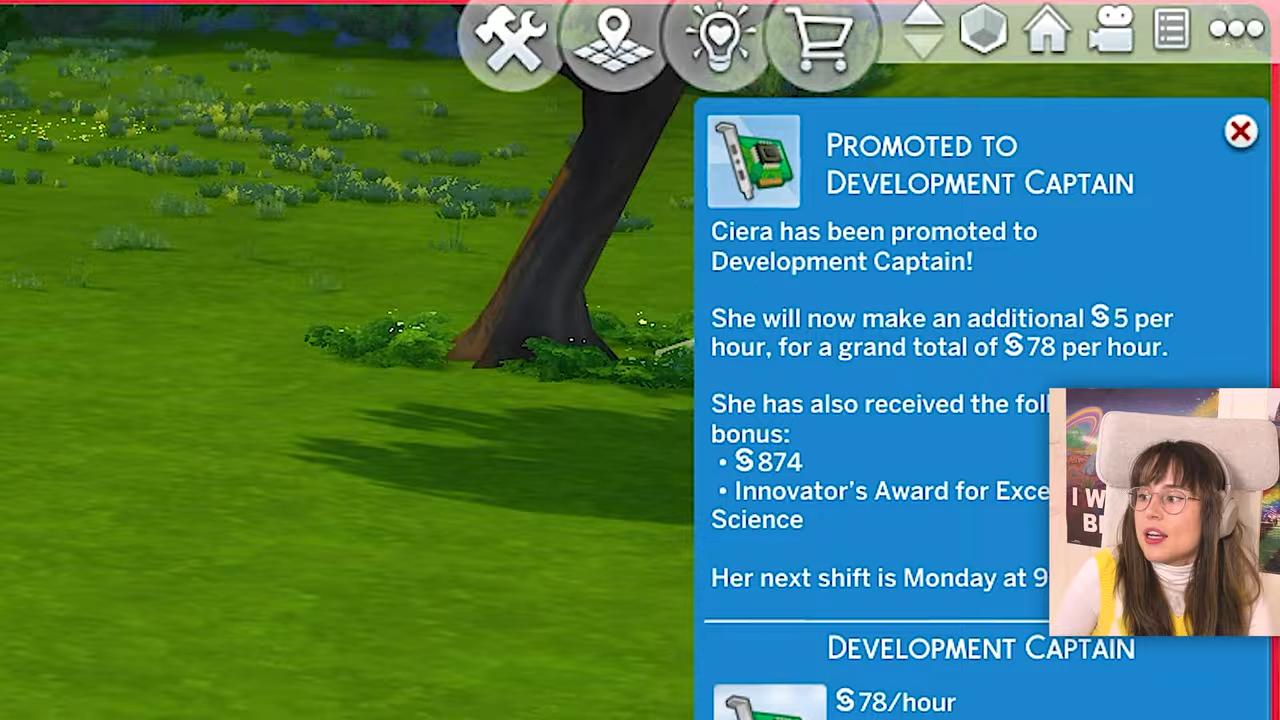 PROMOTED TO
DEVELOPMENT CAPTAIN
Ciera has been promoted to
Development Captain!
She will now make an additional §5 per
hour, for a grand total of §78 per hour.
She has also received the
bonus:
• §874
• Innovator's Award for
Science
Her next shift is Monday at 9
I W
B
DEVELOPMENT CAPTAIN
§78/hour